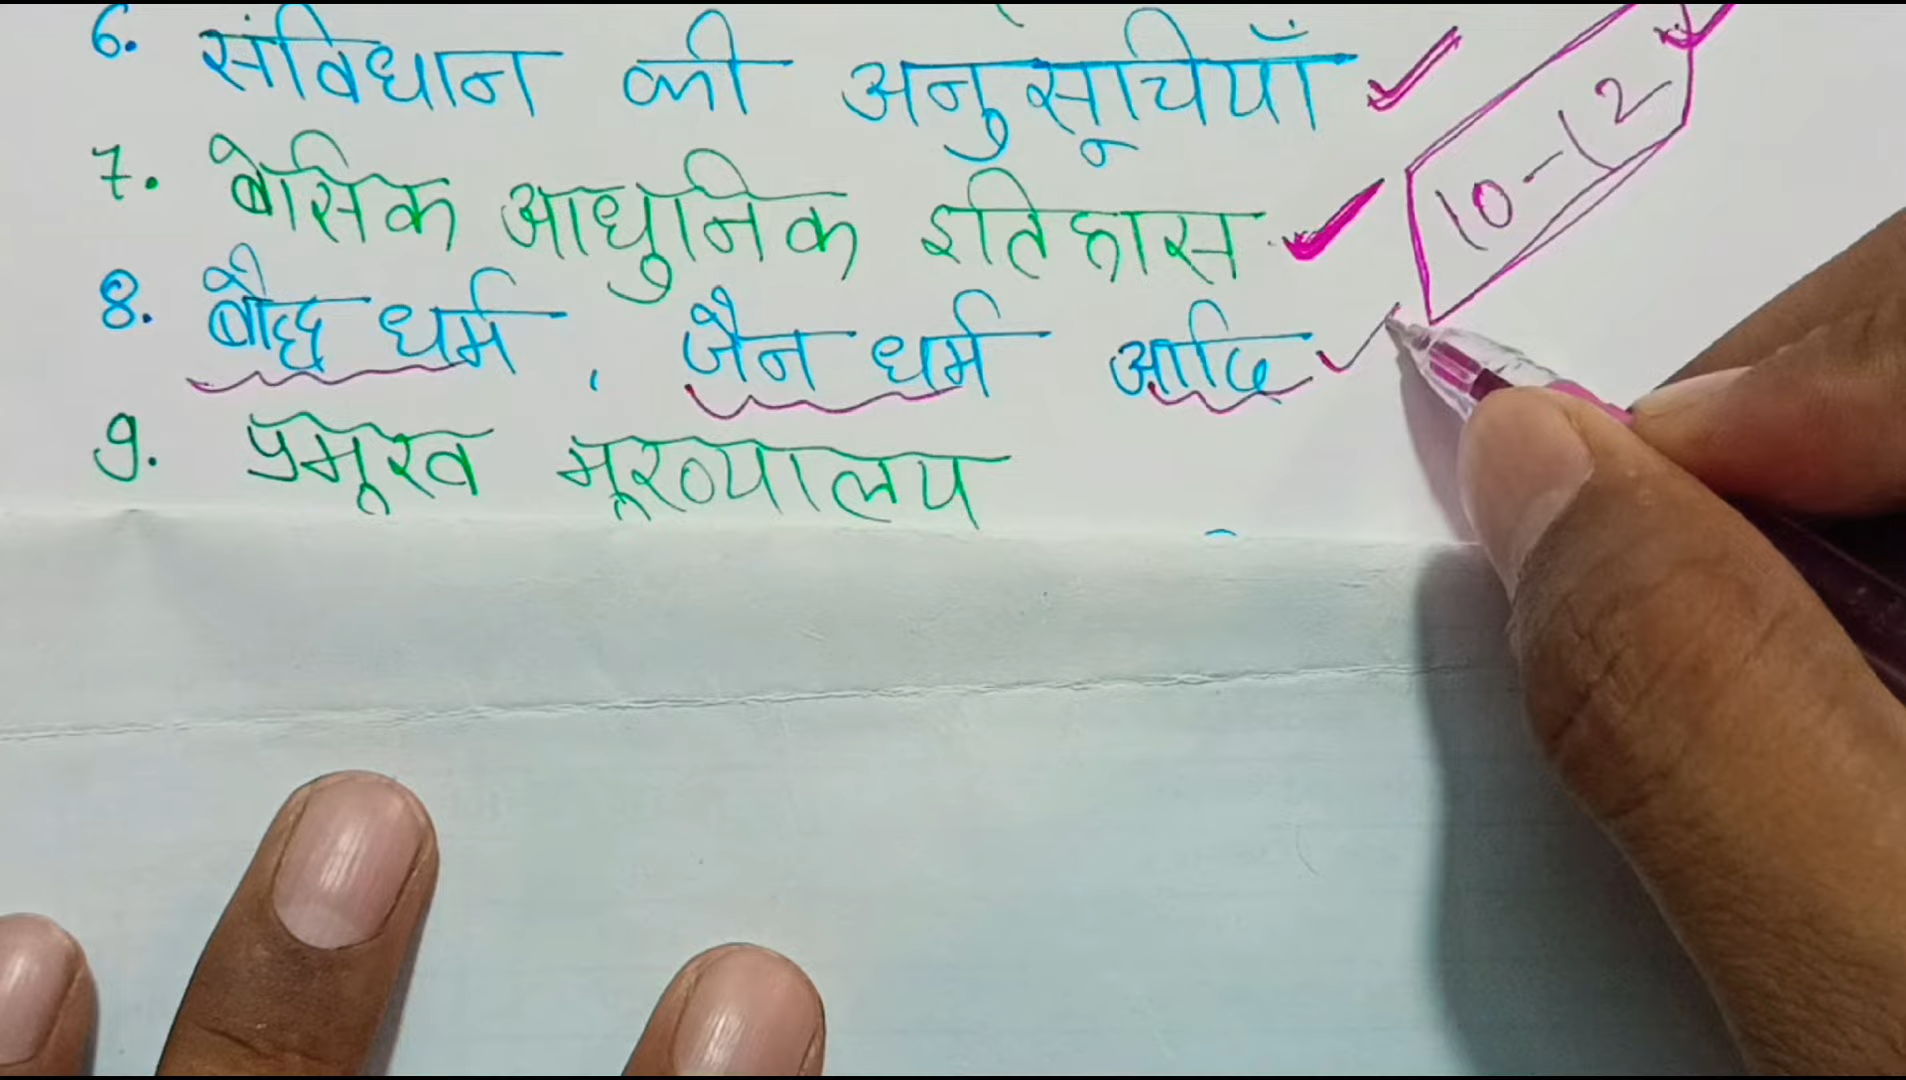 6. संविधान की अनुसूचियाँ
10-12
7. बेसिक आधुनिक इतिहास
8. बौद्ध धर्म, जैन धर्म आदि
9. प्रमूख मूख्यालय